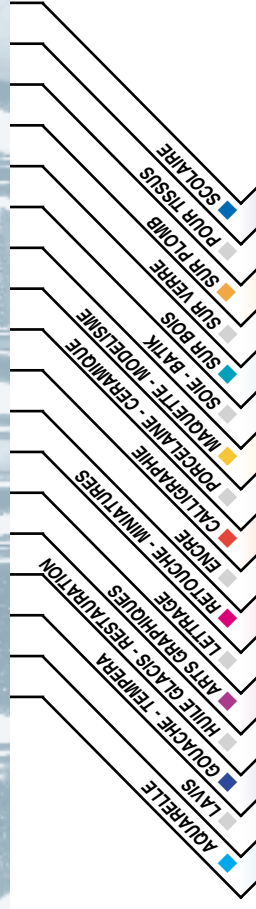 SCOLAIRE
POUR TISSUS
SUR PLOMB
SUR VERRE
SUR BOIS
SOIE - BATIK
MAQUETTE - MODELISME
PORCELAINE - CERAMIQUE
CALLIGRAPHIE
ENCRE
RETOUCHE - MINIATURES
LETTRAGE
ARTS GRAPHIQUES
HUILE GLACIS - RESTAURATION
GOUACHE - TEMPERA
LAVIS
AQUARELLE